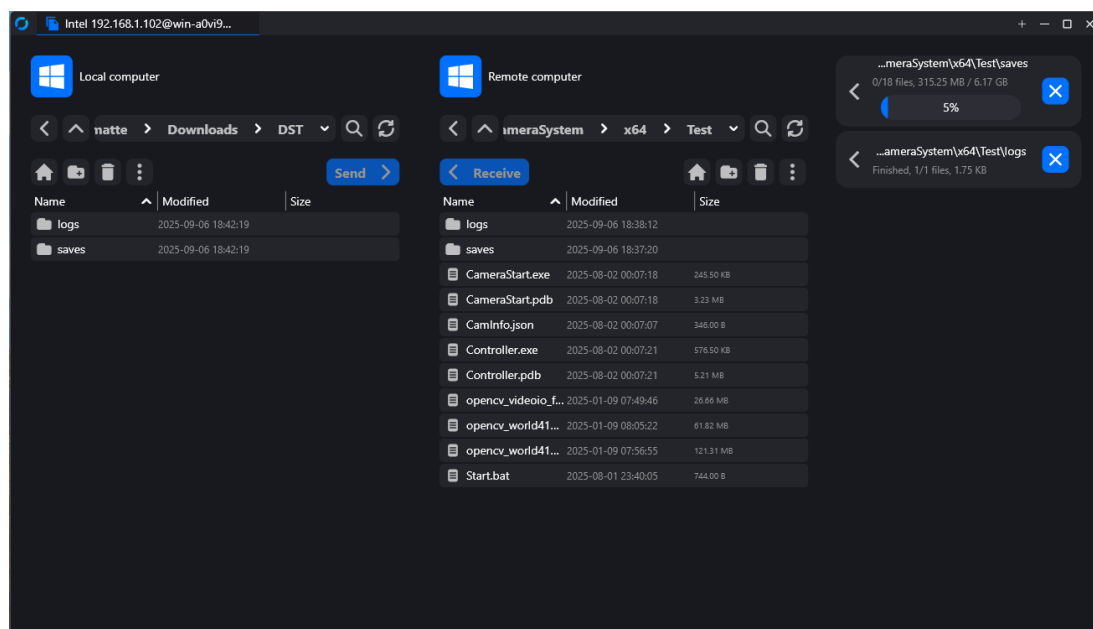 Intel 192.168.1.102@win-a0vi9...
Local computer
natte > Downloads > DST
Send
Name Modified Size
logs 2025-09-06 18:42:19
saves 2025-09-06 18:42:19
Remote computer
meraSystem > x64 > Test
Receive
Name Modified Size
logs 2025-09-06 18:38:12
saves 2025-09-06 18:37:20
CameraStart.exe 2025-08-02 00:07:18 245.50 KB
CameraStart.pdb 2025-08-02 00:07:18 3.23 MB
CamInfo.json 2025-08-02 00:07:07 346.00 B
Controller.exe 2025-08-02 00:07:21 576.50 KB
Controller.pdb 2025-08-02 00:07:21 5.21 MB
opencv_videoio_f... 2025-01-09 07:49:46 26.66 MB
opencv_world41... 2025-01-09 08:05:22 61.82 MB
opencv_world41... 2025-01-09 07:56:55 121.31 MB
Start.bat 2025-08-01 23:40:05 744.00 B
...meraSystem\x64\Test\saves
0/18 files, 315.25 MB / 6.17 GB
5%
...ameraSystem\x64\Test\logs
Finished, 1/1 files, 1.75 KB